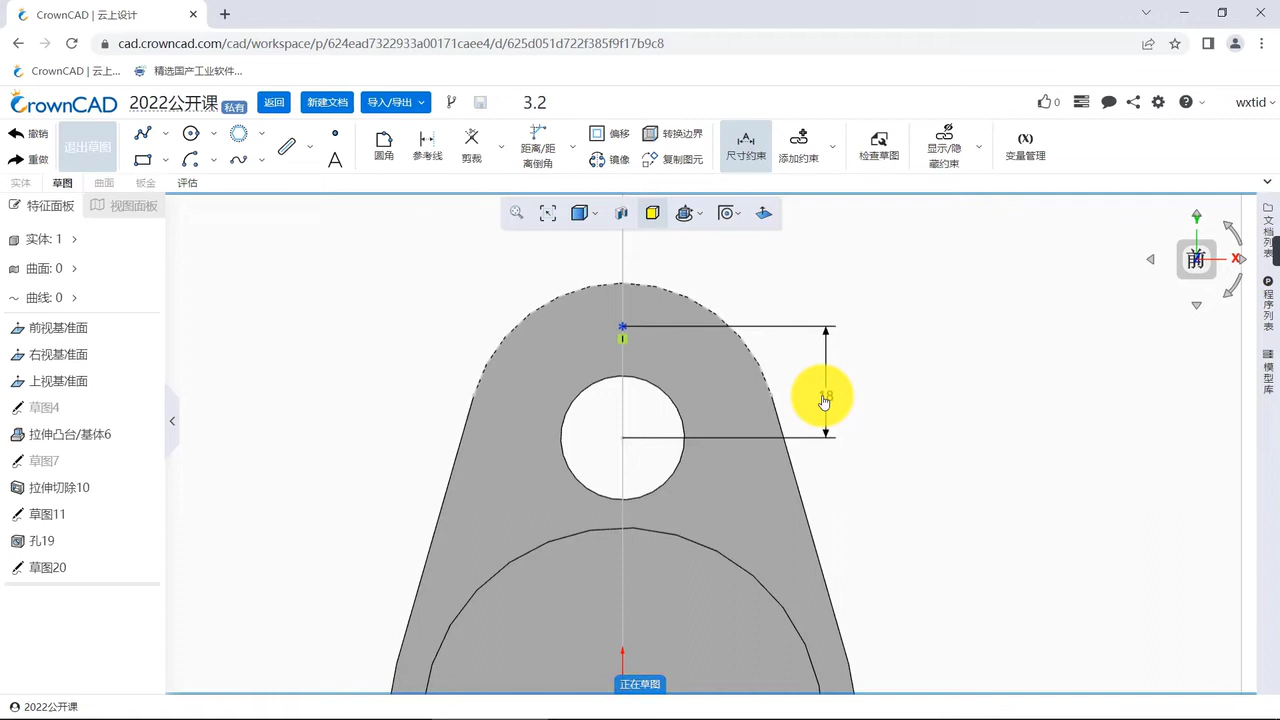 CrownCAD | 云上设计
cad.crowncad.com/cad/workspace/p/624ead7322933a00171caee4/d/625d051d722f385f9f17b9c8
CrownCAD | 云上... 精选国产工业软件...
CrownCAD 2022公开课 私有 返回 新建文档 导入/导出 3.2 0 wxtid
撤销 重做 退出草图 A 圆角 参考线 剪裁 距离/距离倒角 偏移 镜像 转换边界 复制图元 尺寸约束 添加约束 检查草图 显示/隐藏约束 (X) 变量管理
实体 草图 曲面 钣金 评估
特征面板 视图面板
实体: 1
曲面: 0
曲线: 0
前视基准面
右视基准面
上视基准面
草图4
拉伸凸台/基体6
草图7
拉伸切除10
草图11
孔19
草图20
18
Y
前 X
文档列表
程序列表
模型库
正在草图
2022公开课